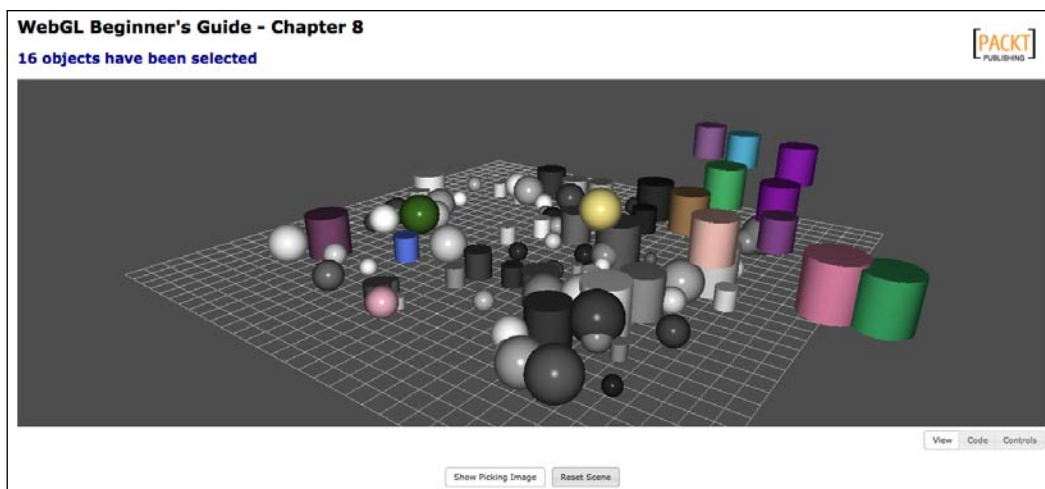 WebGL Beginner's Guide - Chapter 8
16 objects have been selected
[PACKT]
PUBLISHING
View Code Controls
Show Picking Image Reset Scene